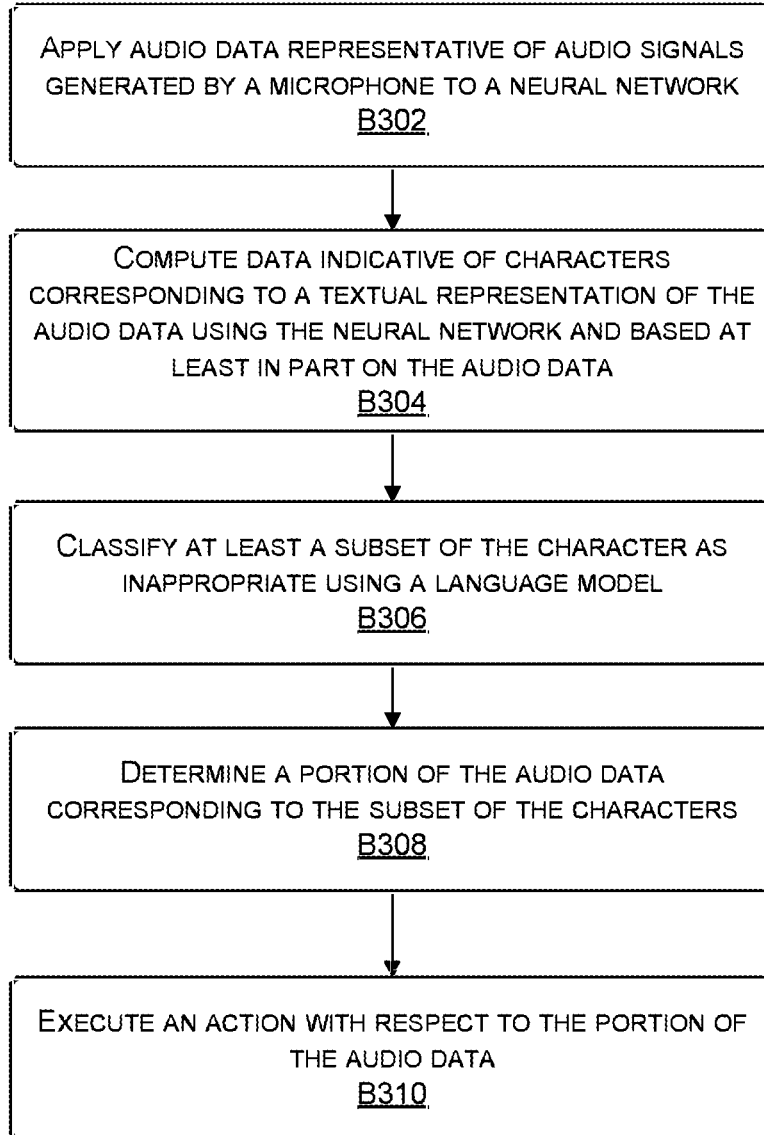 APPLY AUDIO DATA REPRESENTATIVE OF AUDIO SIGNALS
GENERATED BY A MICROPHONE TO A NEURAL NETWORK
B302
COMPUTE DATA INDICATIVE OF CHARACTERS
CORRESPONDING TO A TEXTUAL REPRESENTATION OF THE
AUDIO DATA USING THE NEURAL NETWORK AND BASED AT
LEAST IN PART ON THE AUDIO DATA
B304
CLASSIFY AT LEAST A SUBSET OF THE CHARACTER AS
INAPPROPRIATE USING A LANGUAGE MODEL
B306
DETERMINE A PORTION OF THE AUDIO DATA
CORRESPONDING TO THE SUBSET OF THE CHARACTERS
B308
EXECUTE AN ACTION WITH RESPECT TO THE PORTION OF
THE AUDIO DATA
B310